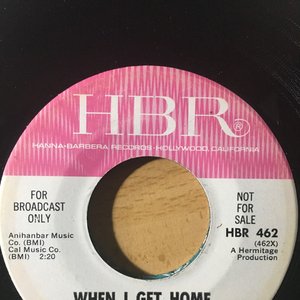 HBR®
HANNA-BARBERA RECORDS · HOLLYWOOD, CALIFORNIA
FOR
BROADCAST
ONLY
NOT
FOR
SALE
Anihanbar Music
Co. (BMI)
Cal Music Co.
(BMI) 2:20
HBR 462
(462X)
A Hermitage
Production
WHEN I GET HOME